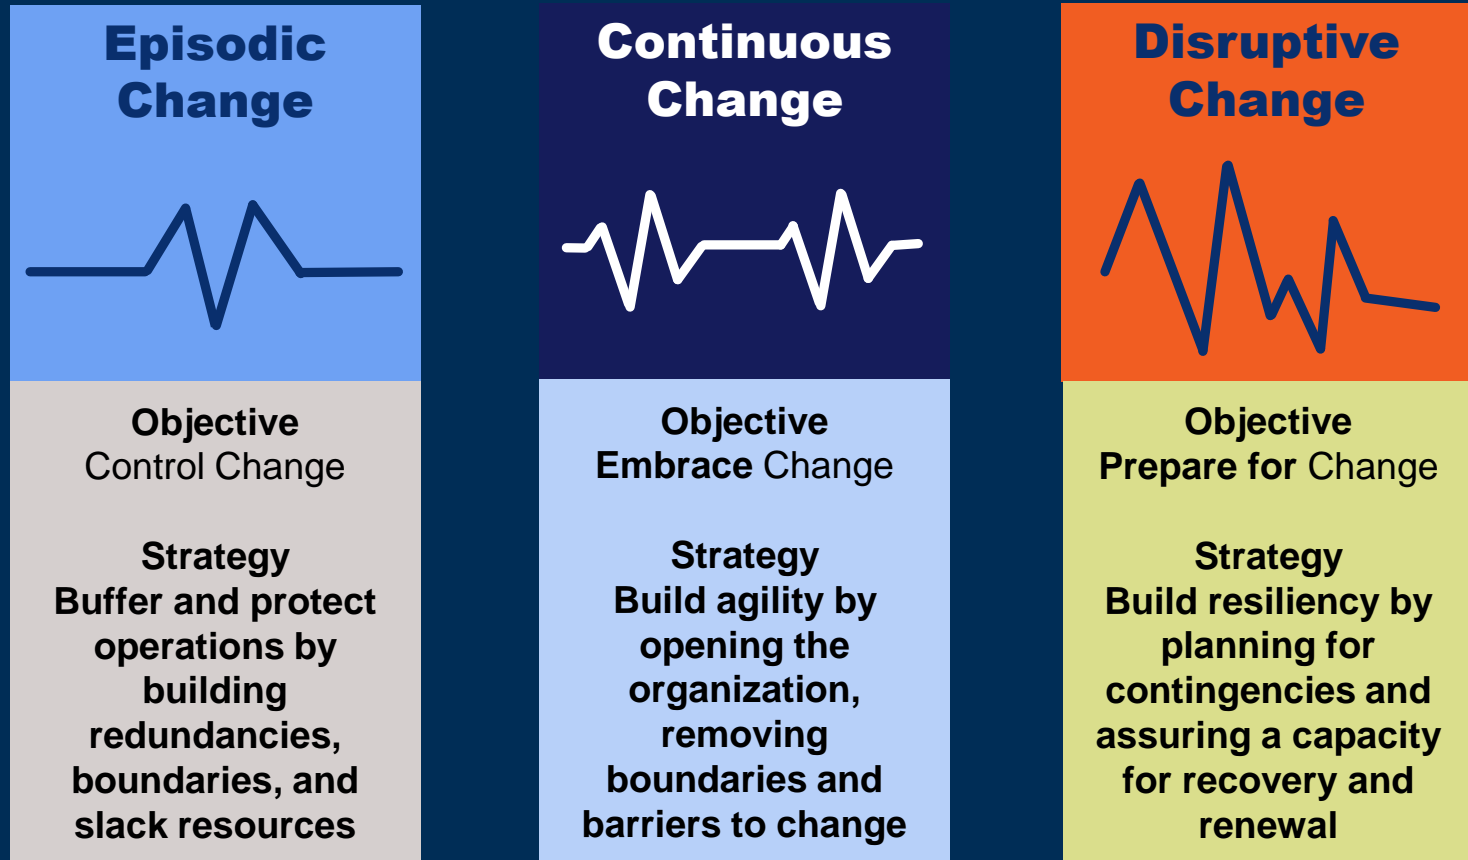 Episodic
Change
Objective
Control Change
Strategy
Buffer and protect
operations by
building
redundancies,
boundaries, and
slack resources
Continuous
Change
Objective
Embrace Change
Strategy
Build agility by
opening the
organization,
removing
boundaries and
barriers to change
Disruptive
Change
Objective
Prepare for Change
Strategy
Build resiliency by
planning for
contingencies and
assuring a capacity
for recovery and
renewal